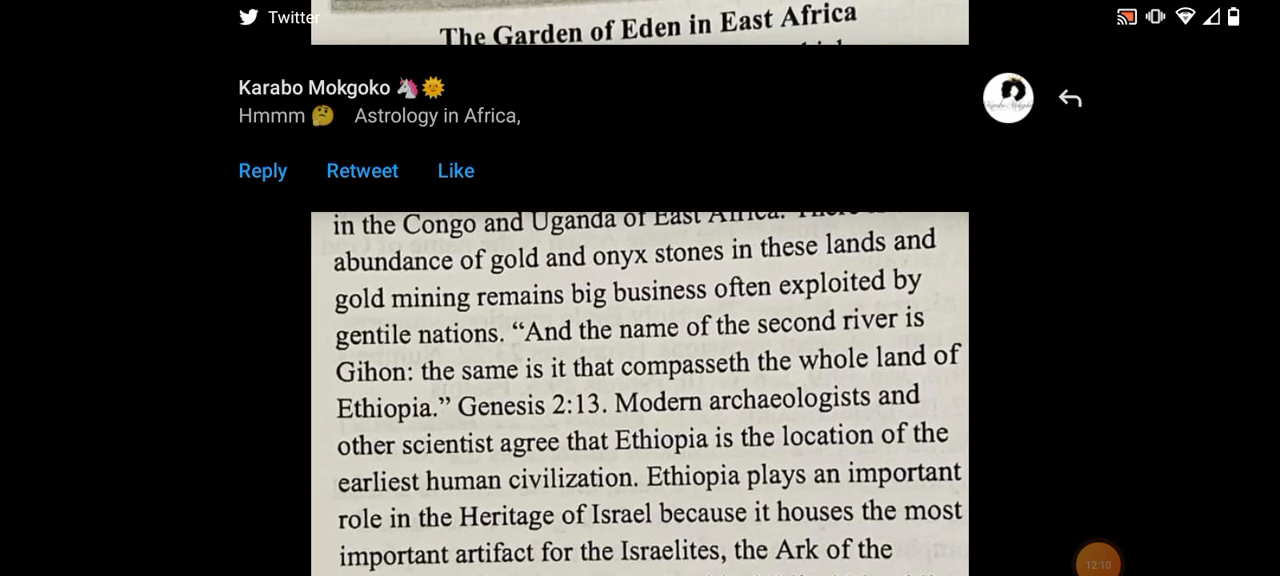 Twitter
The Garden of Eden in East Africa
Karabo Mokgoko 🦄🌞
Hmmm 🤔 Astrology in Africa,
Reply Retweet Like
in the Congo and Uganda of East Africa. There
abundance of gold and onyx stones in these lands and
gold mining remains big business often exploited by
gentile nations. “And the name of the second river is
Gihon: the same is it that compasseth the whole land of
Ethiopia.” Genesis 2:13. Modern archaeologists and
other scientist agree that Ethiopia is the location of the
earliest human civilization. Ethiopia plays an important
role in the Heritage of Israel because it houses the most
important artifact for the Israelites, the Ark of the
12:10